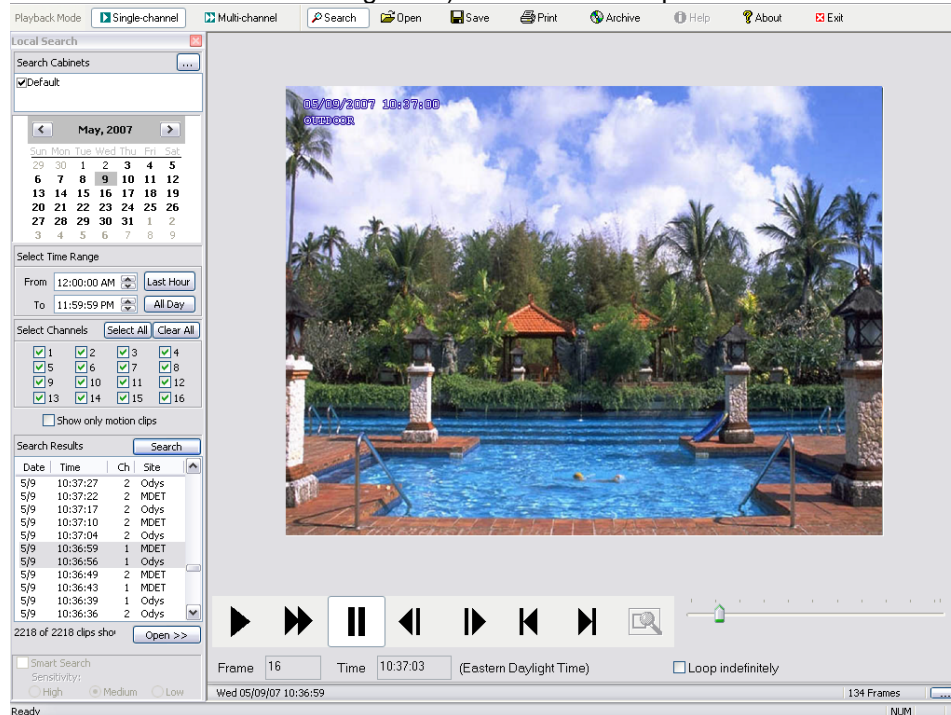 Playback Mode Single-channel Multi-channel Search Open Save Print Archive Help About Exit
Local Search
Search Cabinets ...
Default
May, 2007
Sun Mon Tue Wed Thu Fri Sat
29 30 1 2 3 4 5
6 7 8 9 10 11 12
13 14 15 16 17 18 19
20 21 22 23 24 25 26
27 28 29 30 31 1 2
3 4 5 6 7 8 9
Select Time Range
From 12:00:00 AM Last Hour
To 11:59:59 PM All Day
Select Channels Select All Clear All
1 2 3 4
5 6 7 8
9 10 11 12
13 14 15 16
Show only motion clips
Search Results Search
Date Time Ch Site
5/9 10:37:27 2 Odys
5/9 10:37:22 2 MDET
5/9 10:37:17 2 Odys
5/9 10:37:10 2 MDET
5/9 10:37:04 2 Odys
5/9 10:36:59 1 MDET
5/9 10:36:56 1 Odys
5/9 10:36:49 2 MDET
5/9 10:36:43 1 MDET
5/9 10:36:39 1 Odys
5/9 10:36:36 2 Odys
2218 of 2218 clips sho Open >>
Smart Search
Sensitivity:
High Medium Low
Ready
05/09/2007 10:37:00
OUTDOOR
Frame 16 Time 10:37:03 (Eastern Daylight Time) Loop indefinitely
Wed 05/09/07 10:36:59 134 Frames ...
NUM